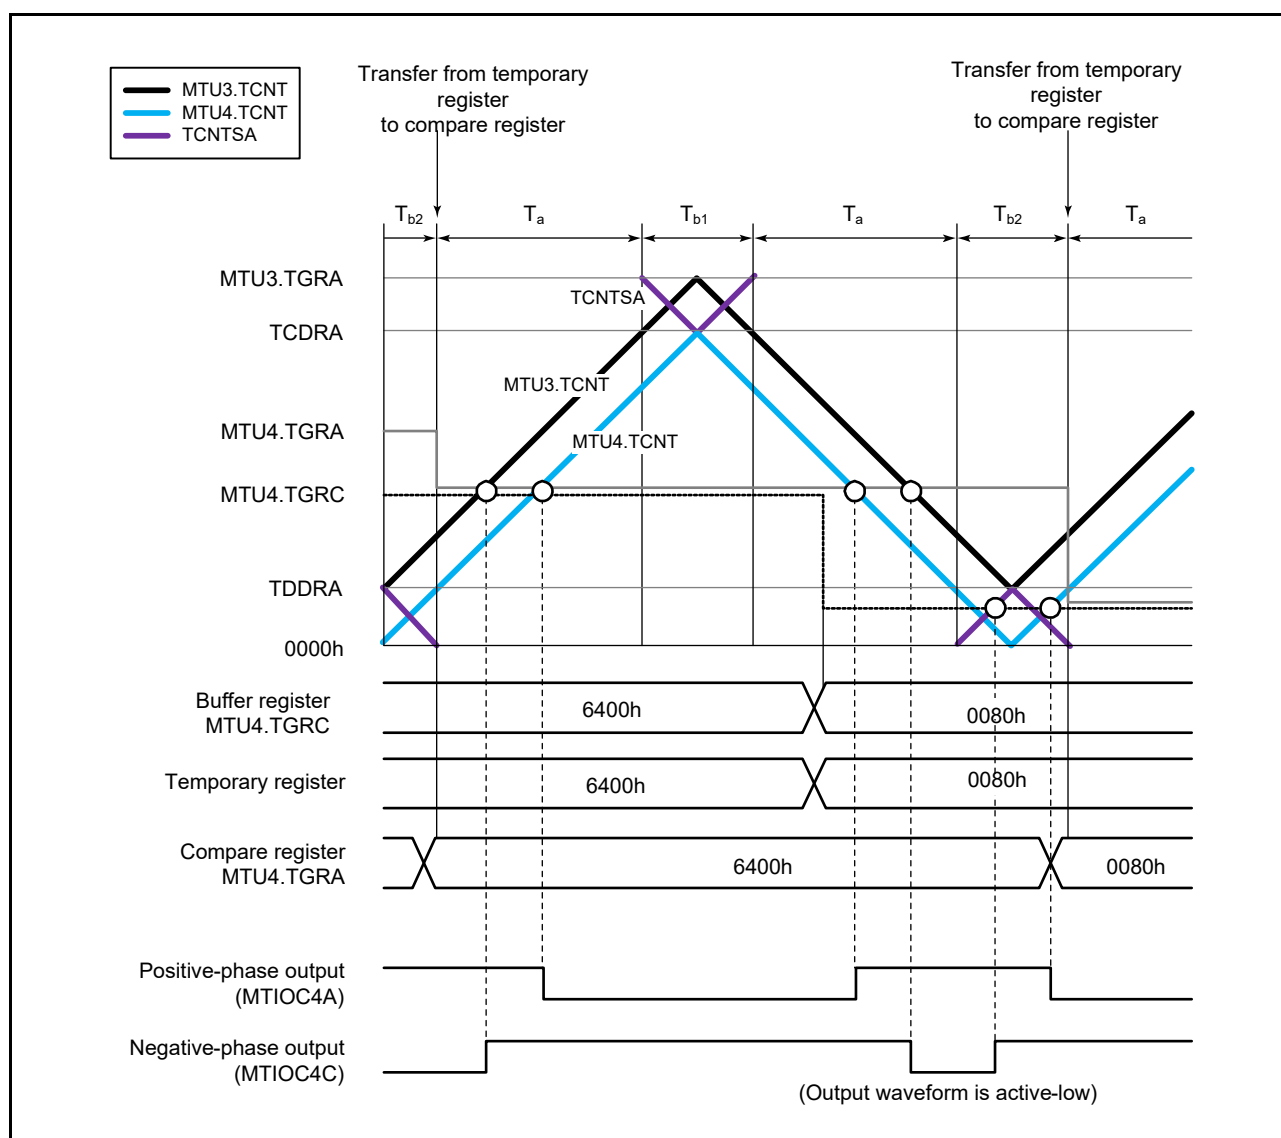 MTU3.TCNT
MTU4.TCNT
TCNTSA
Transfer from temporary
register
to compare register
Transfer from temporary
register
to compare register
Tb2
Ta
Tb1
Ta
Tb2
Ta
MTU3.TGRA
TCNTSA
TCDRA
MTU3.TCNT
MTU4.TGRA
MTU4.TCNT
MTU4.TGRC
TDDRA
0000h
Buffer register
MTU4.TGRC
6400h
0080h
Temporary register
6400h
0080h
Compare register
MTU4.TGRA
6400h
0080h
Positive-phase output
(MTIOC4A)
Negative-phase output
(MTIOC4C)
(Output waveform is active-low)